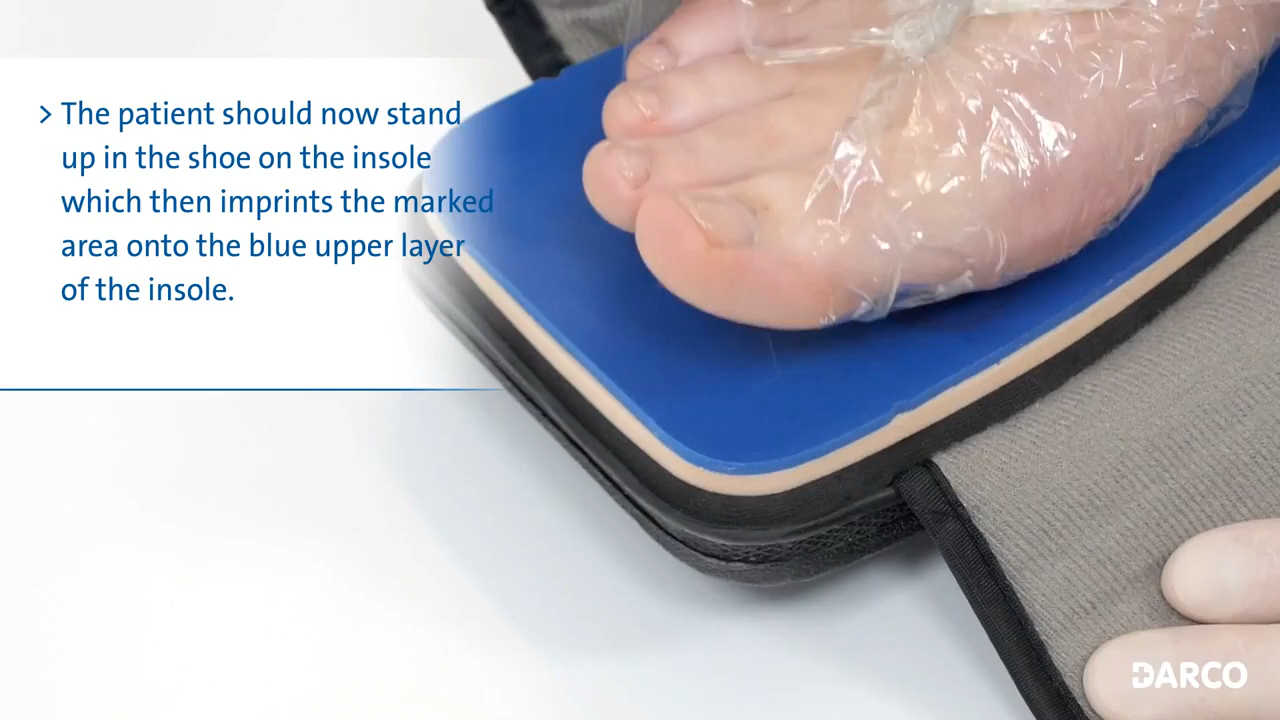 > The patient should now stand
up in the shoe on the insole
which then imprints the marked
area onto the blue upper layer
of the insole.
DARCO